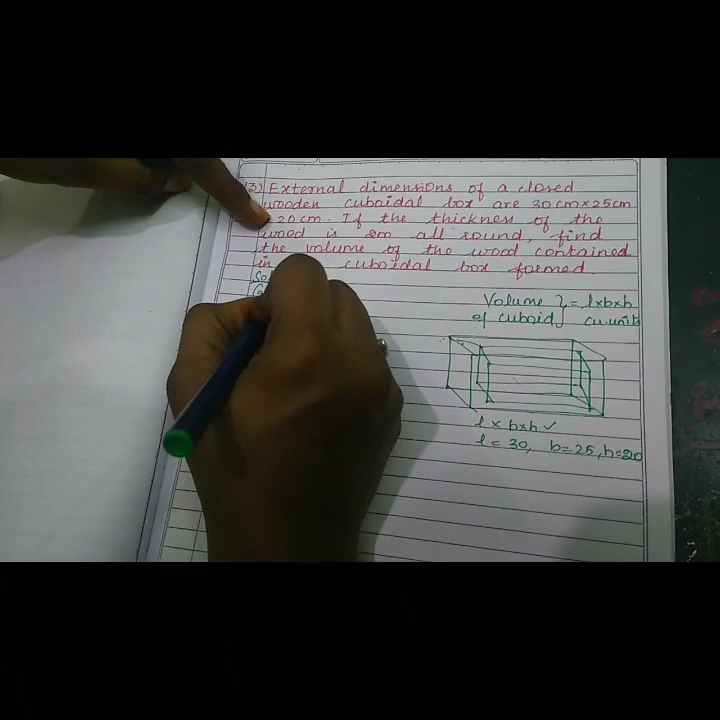 (3) External dimensions of a closed
wooden cuboidal box are 30cm×25cm
20cm. If the thickness of the
wood is 2m all round, find
the volume of the wood contained
in cuboidal box formed.
Volume } = l×b×h
of cuboid } cu.units
l × b×h ✓
l = 30, b=25, h=20